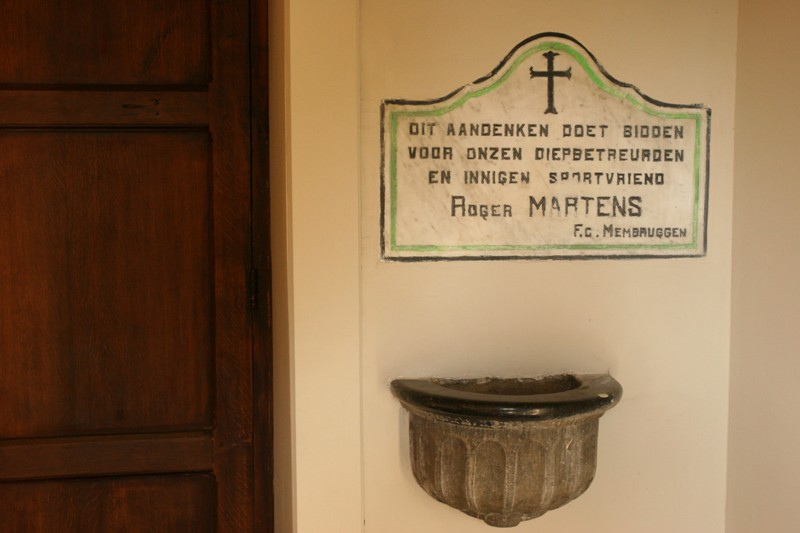 DIT AANDENKEN DOET BIDDEN
VOOR ONZEN DIEPBETREURDEN
EN INNIGEN SPORTVRIEND
ROGER MARTENS
F.C. MEMBRUGGEN